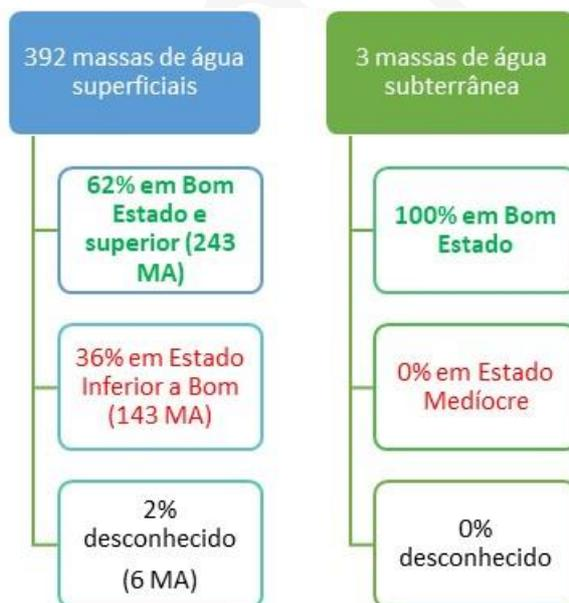 392 massas de água
superficiais
62% em Bom
Estado e
superior (243
MA)
36% em Estado
Inferior a Bom
(143 MA)
2%
desconhecido
(6 MA)
3 massas de água
subterrânea
100% em Bom
Estado
0% em Estado
Medíocre
0%
desconhecido